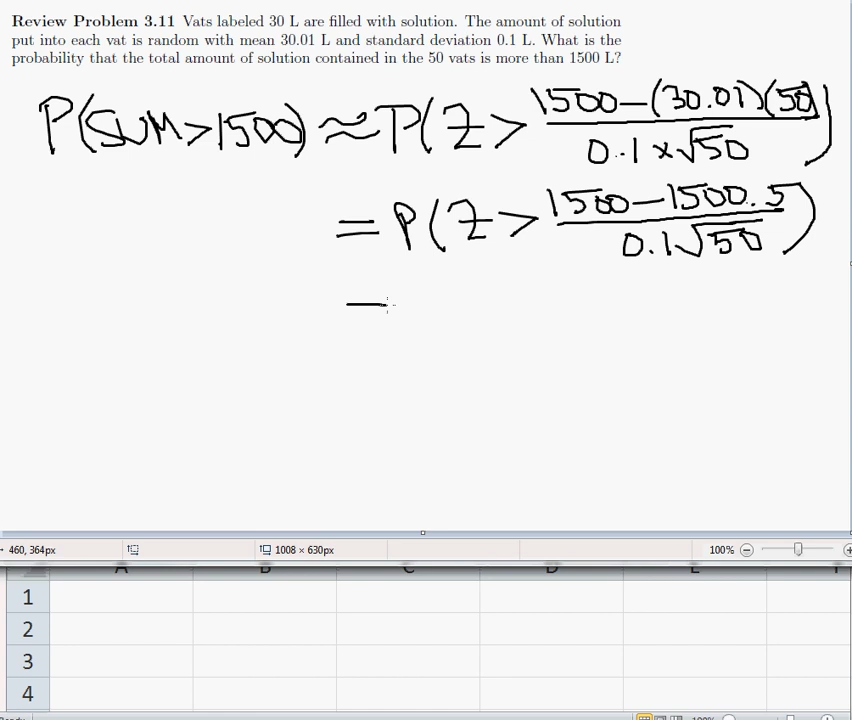 Review Problem 3.11 Vats labeled 30 L are filled with solution. The amount of solution
put into each vat is random with mean 30.01 L and standard deviation 0.1 L. What is the
probability that the total amount of solution contained in the 50 vats is more than 1500 L?
P(SUM>1500) ≈ P(Z > (1500-(30.01)(50))/(0.1×√50))
= P(Z > (1500-1500.5)/(0.1√50))
=
460, 364px 1008 × 630px 100%
A B C D E F
1
2
3
4
100%